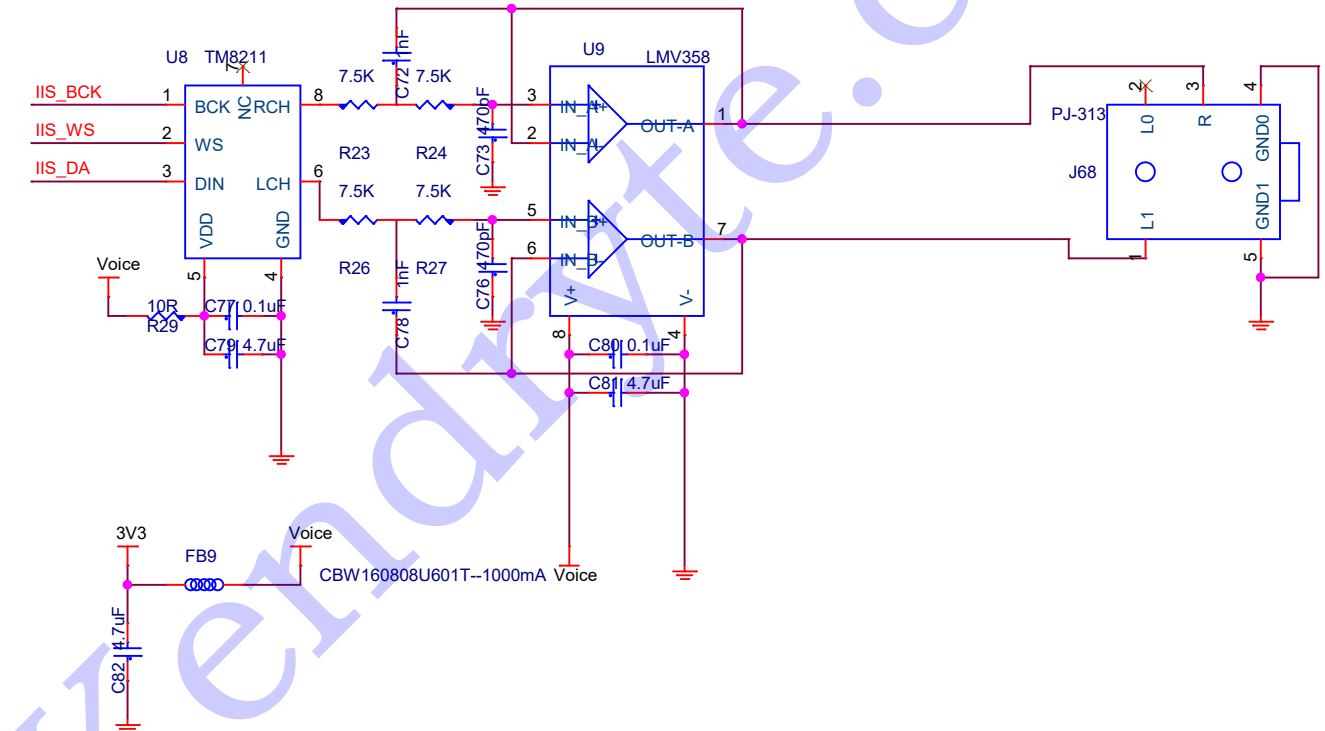 U8 TM8211
IIS_BCK
IIS_WS
IIS_DA
1
2
3
BCK
WS
DIN
NC
RCH
LCH
VDD
GND
7
8
6
5
4
7.5K
7.5K
R23
R24
7.5K
7.5K
R26
R27
C72 1nF
C73 470pF
C76 470pF
C78 1nF
U9
LMV358
3
2
5
6
IN_A+
IN_A-
IN_B+
IN_B-
OUT-A
OUT-B
V+
V-
1
7
8
4
PJ-313
J68
2
3
4
L0
R
GND0
L1
GND1
1
5
Voice
10R
R29
C77 0.1uF
C79 4.7uF
C80 0.1uF
C81 4.7uF
3V3
FB9
Voice
CBW160808U601T--1000mA
Voice
C82 4.7uF
kendryte.c